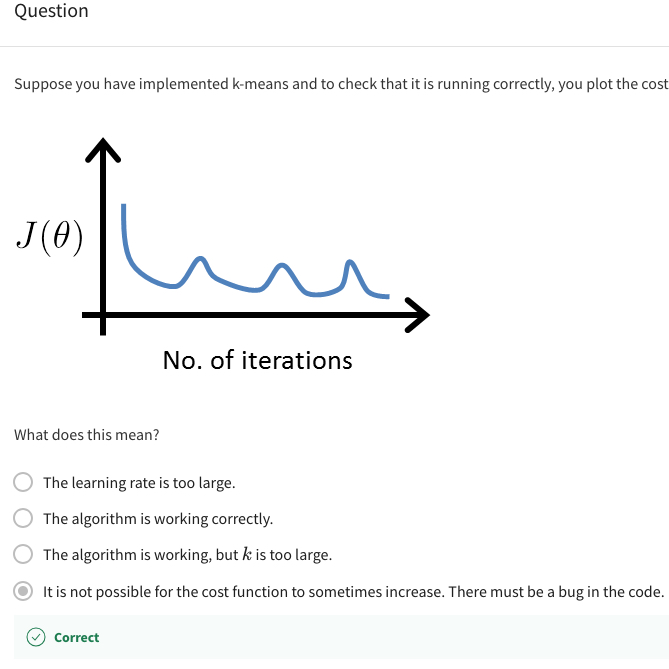 Question
Suppose you have implemented k-means and to check that it is running correctly, you plot the cost
J(θ)
No. of iterations
What does this mean?
The learning rate is too large.
The algorithm is working correctly.
The algorithm is working, but k is too large.
It is not possible for the cost function to sometimes increase. There must be a bug in the code.
Correct